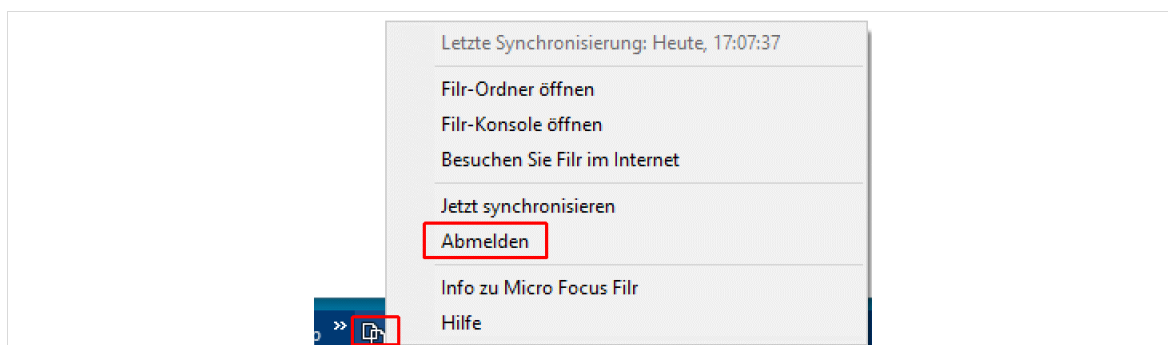 Letzte Synchronisierung: Heute, 17:07:37
Filr-Ordner öffnen
Filr-Konsole öffnen
Besuchen Sie Filr im Internet
Jetzt synchronisieren
Abmelden
Info zu Micro Focus Filr
Hilfe
»